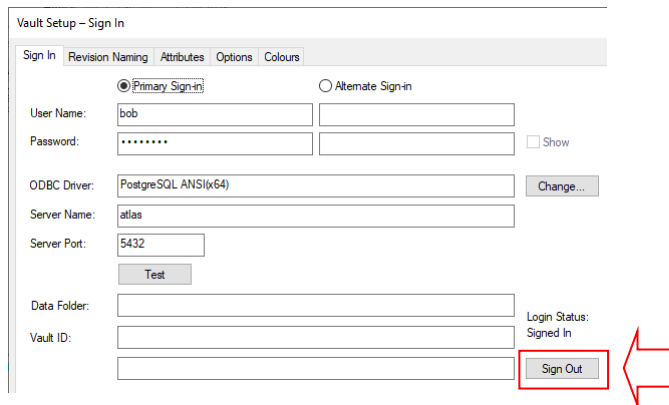 Vault Setup – Sign In
Sign In Revision Naming Attributes Options Colours
Primary Sign-in Alternate Sign-in
User Name: bob
Password: •••••••• Show
ODBC Driver: PostgreSQL ANSI(x64) Change...
Server Name: atlas
Server Port: 5432
Test
Data Folder:
Login Status:
Vault ID: Signed In
Sign Out